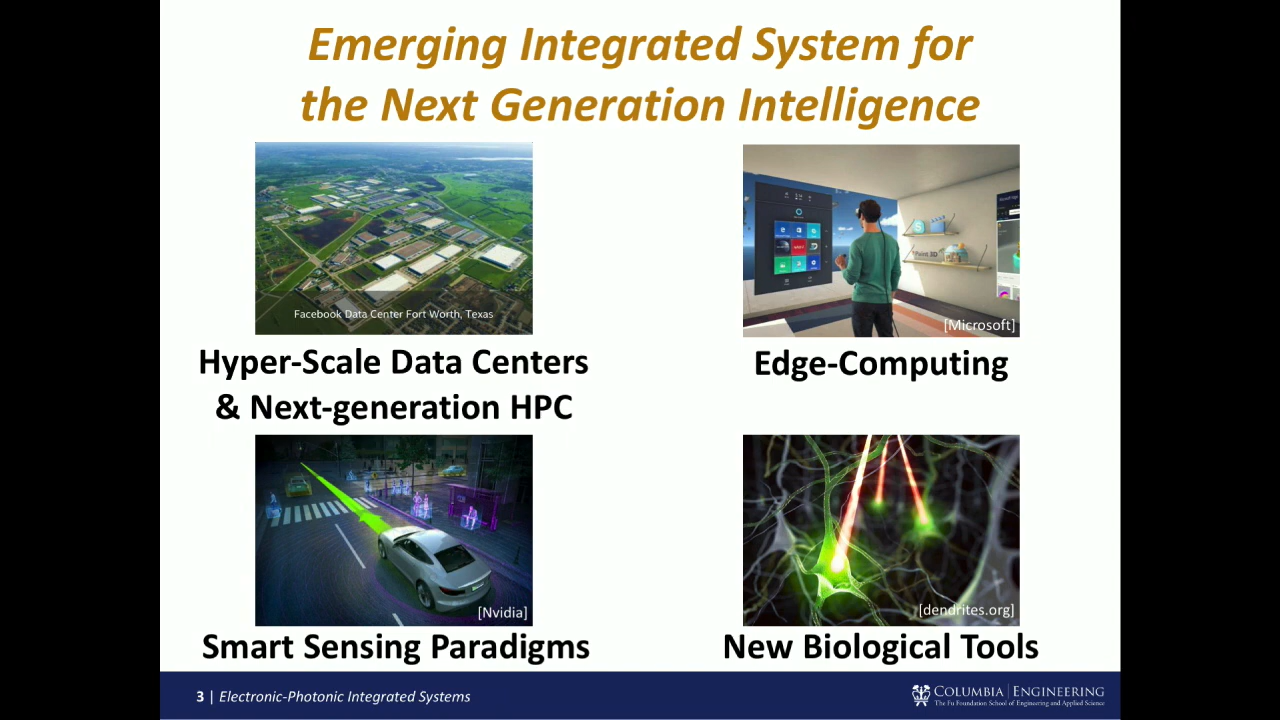 Emerging Integrated System for
the Next Generation Intelligence
Facebook Data Center Fort Worth, Texas
[Microsoft]
Hyper-Scale Data Centers
& Next-generation HPC
Edge-Computing
[Nvidia]
[dendrites.org]
Smart Sensing Paradigms
New Biological Tools
3 | Electronic-Photonic Integrated Systems
COLUMBIA | ENGINEERING
The Fu Foundation School of Engineering and Applied Science